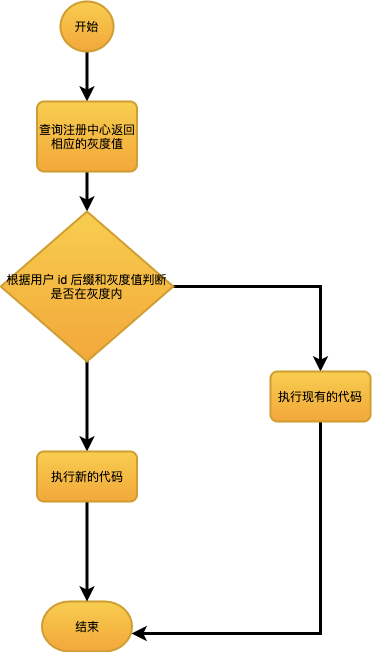 开始
查询注册中心返回
相应的灰度值
根据用户 id 后缀和灰度值判断
是否在灰度内
执行现有的代码
执行新的代码
结束